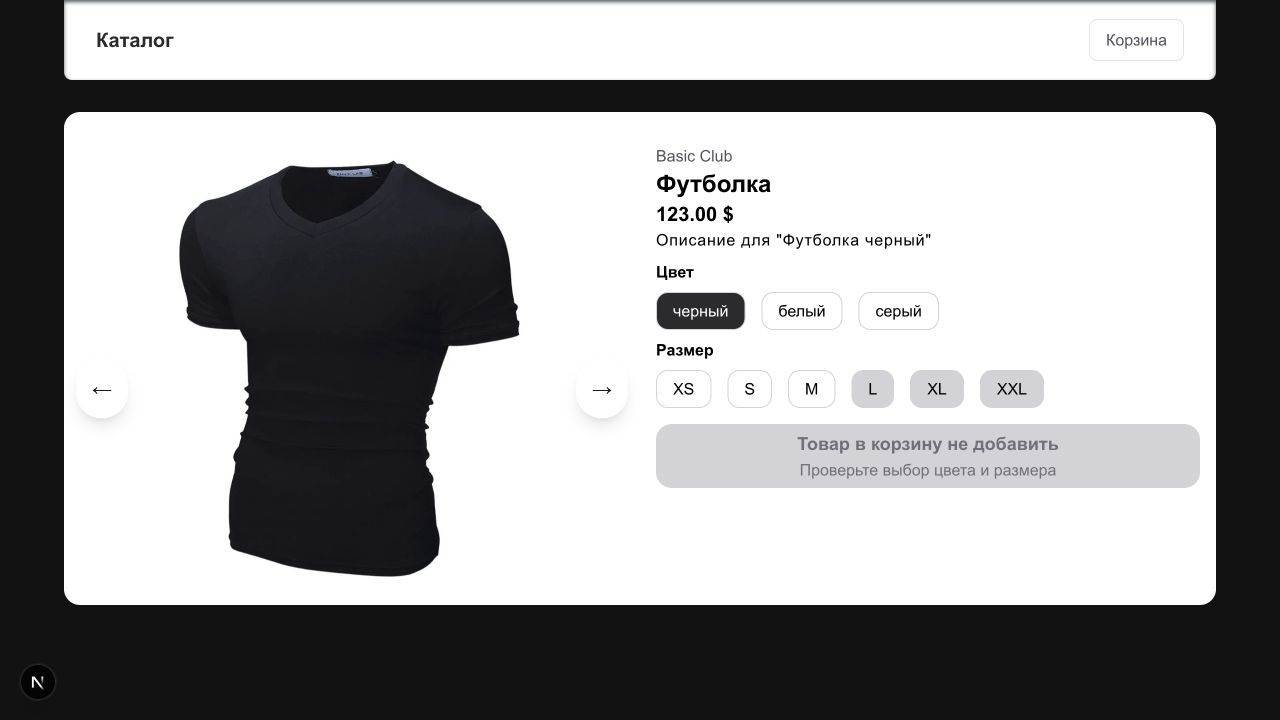 Каталог
Корзина
Basic Club
Футболка
123.00 $
Описание для "Футболка черный"
Цвет
черный белый серый
Размер
XS S M L XL XXL
Товар в корзину не добавить
Проверьте выбор цвета и размера
← →
N